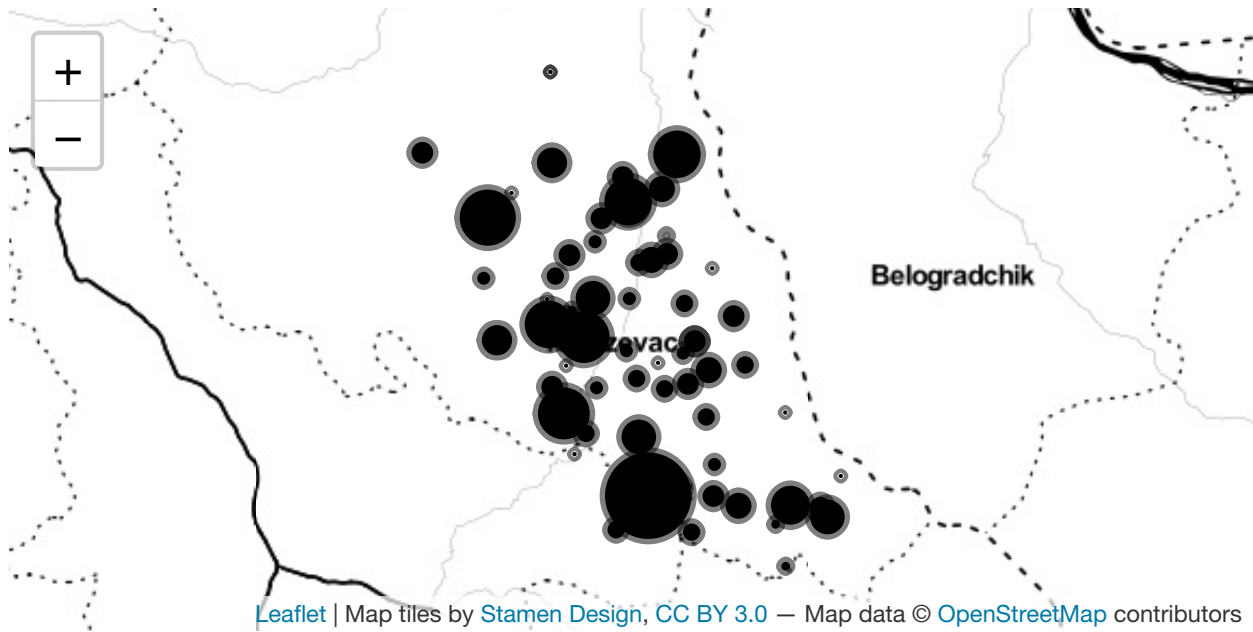 +
−
Belogradchik
Leaflet | Map tiles by Stamen Design, CC BY 3.0 — Map data © OpenStreetMap contributors